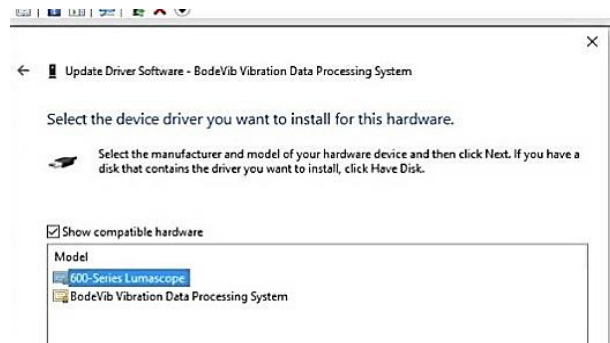 Update Driver Software - BodeVib Vibration Data Processing System
Select the device driver you want to install for this hardware.
Select the manufacturer and model of your hardware device and then click Next. If you have a
disk that contains the driver you want to install, click Have Disk.
Show compatible hardware
Model
600-Series Lumascope
BodeVib Vibration Data Processing System